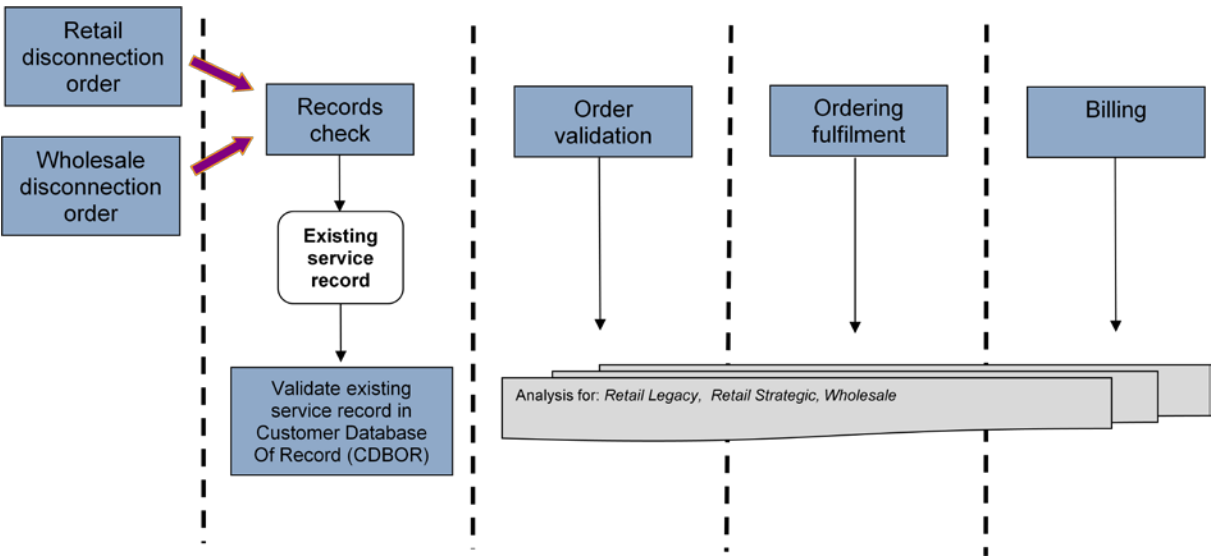 Retail
disconnection
order
Wholesale
disconnection
order
Records
check
Existing
service
record
Validate existing
service record in
Customer Database
Of Record (CDBOR)
Order
validation
Ordering
fulfilment
Billing
Analysis for: Retail Legacy, Retail Strategic, Wholesale